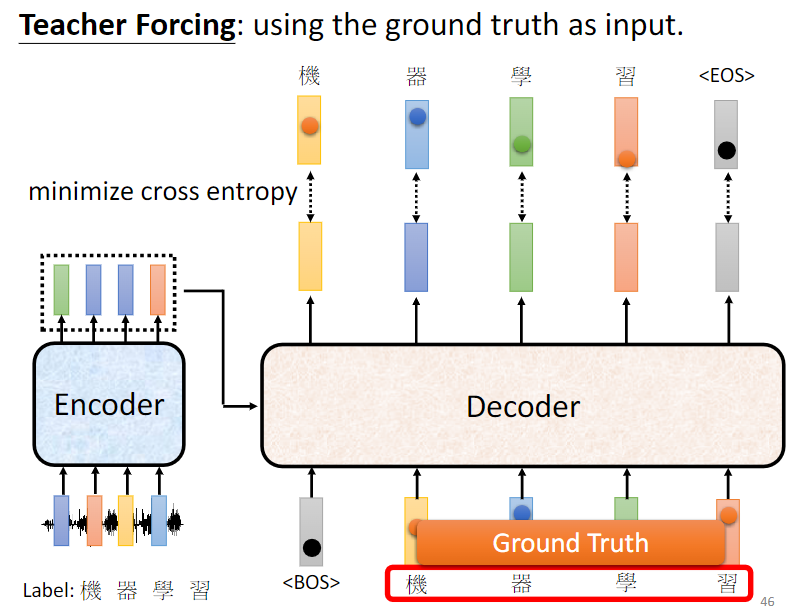 Teacher Forcing: using the ground truth as input.
機 器 學 習 <EOS>
minimize cross entropy
Encoder
Decoder
Ground Truth
Label: 機 器 學 習
<BOS> 機 器 學 習
46